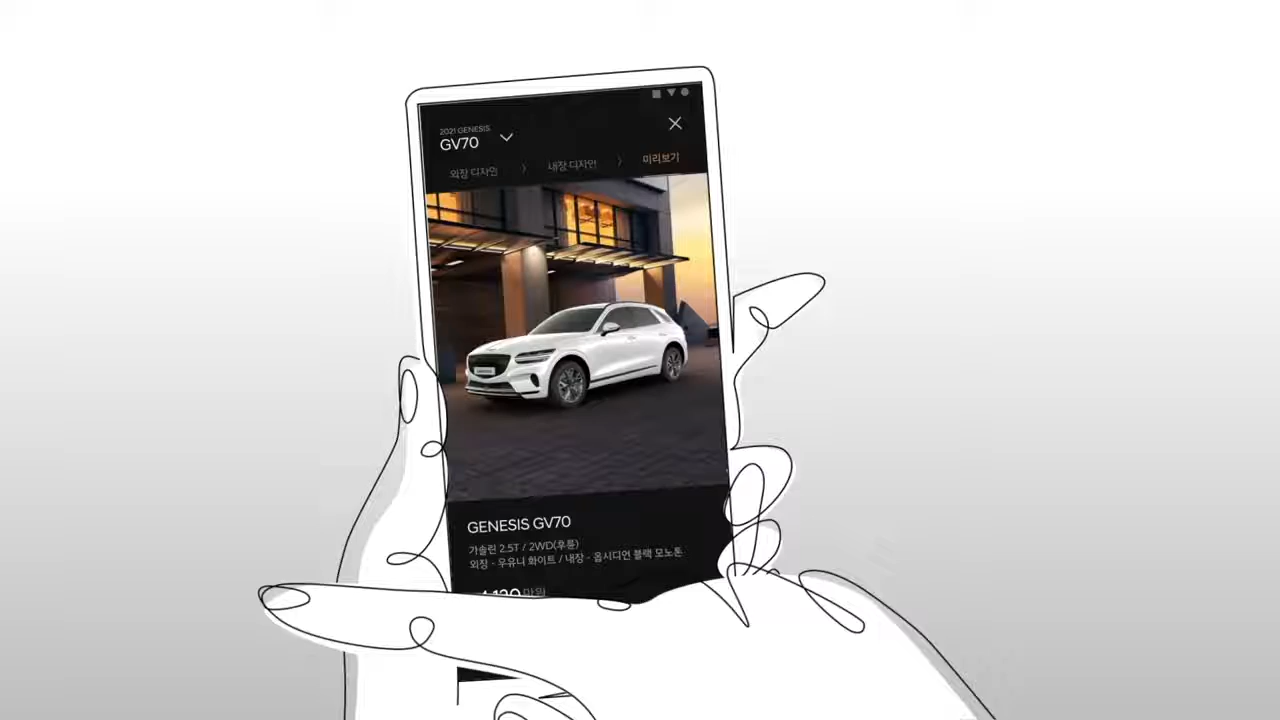 2021 GENESIS
GV70
외장 디자인 〉 내장 디자인 〉 미리보기
GENESIS GV70
가솔린 2.5T / 2WD(후륜)
외장 - 우유니 화이트 / 내장 - 옵시디언 블랙 모노톤
만원